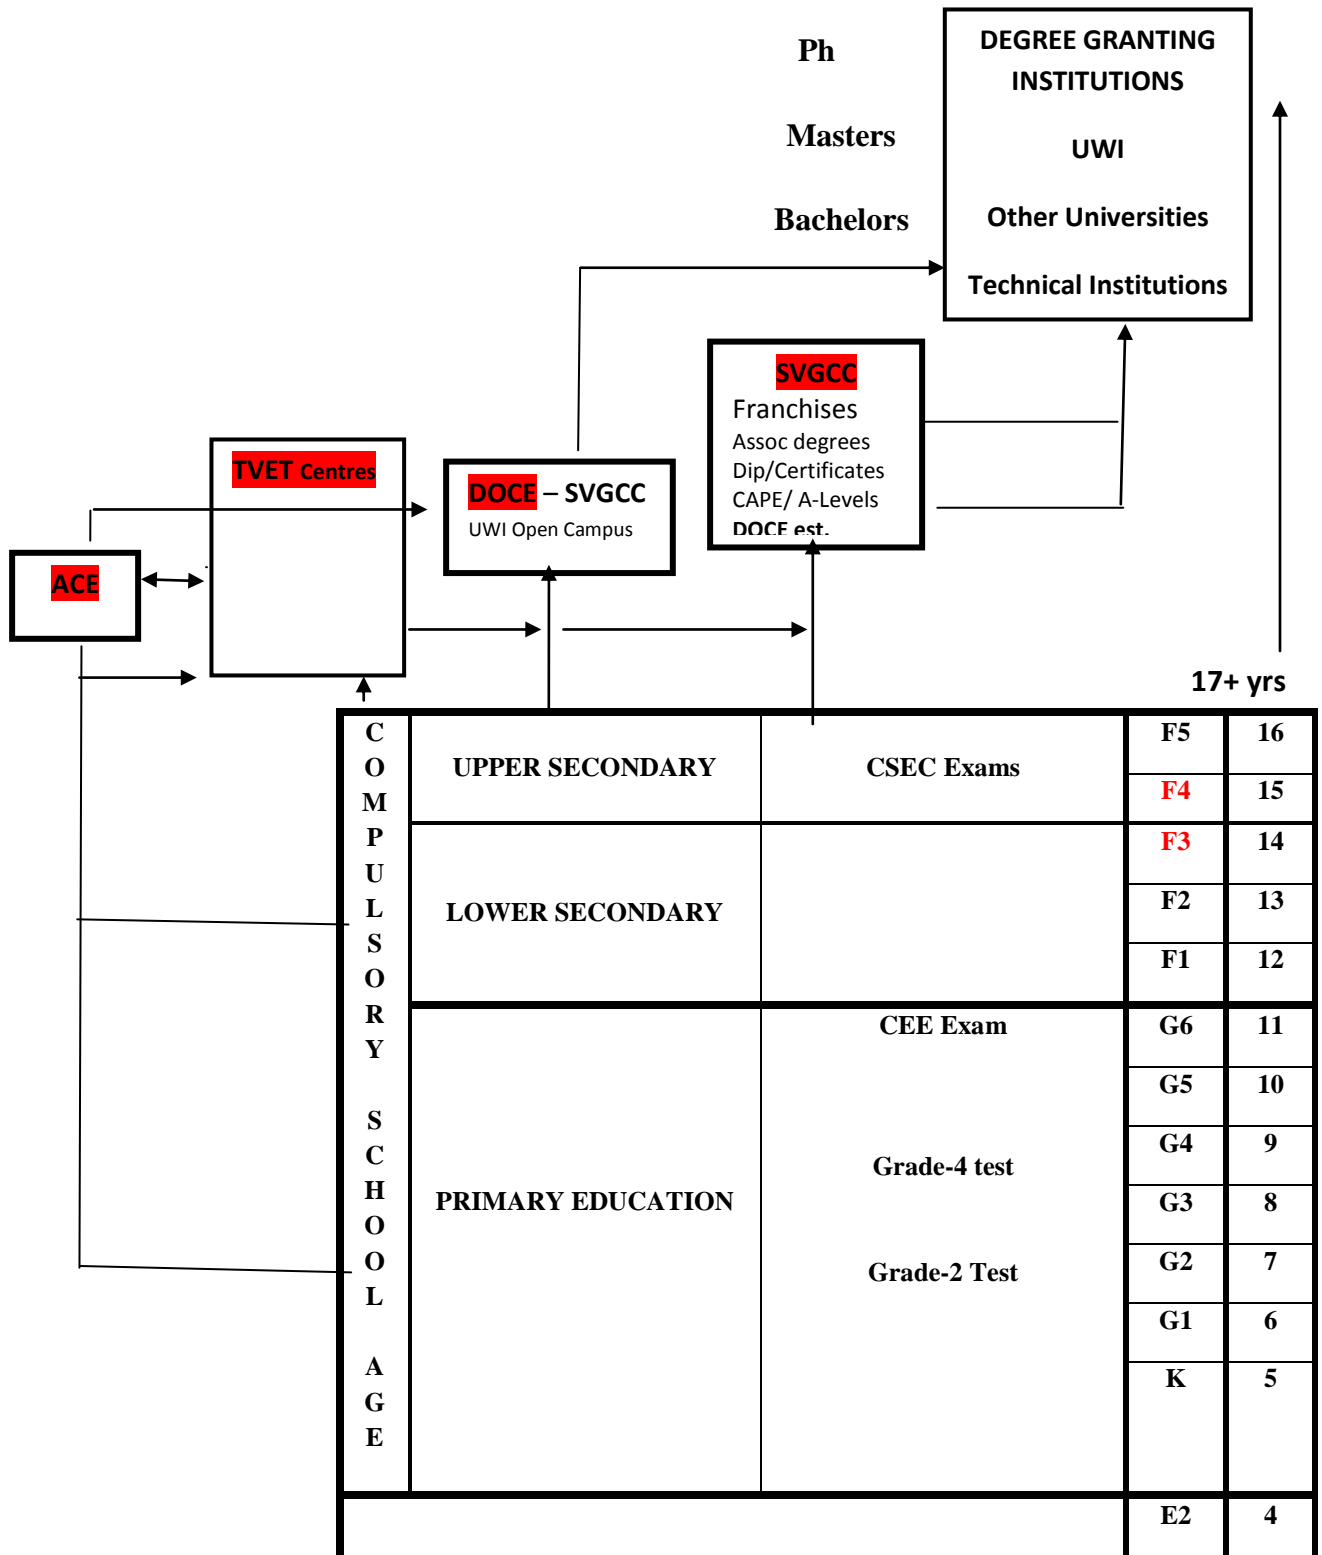 Ph
Masters
Bachelors
DEGREE GRANTING
INSTITUTIONS
UWI
Other Universities
Technical Institutions
SVGCC
Franchises
Assoc degrees
Dip/Certificates
CAPE/ A-Levels
DOCE est.
TVET Centres
DOCE – SVGCC
UWI Open Campus
ACE
17+ yrs
C
O
M
P
U
L
S
O
R
Y
S
C
H
O
O
L
A
G
E
UPPER SECONDARY
CSEC Exams
F5 16
F4 15
LOWER SECONDARY
F3 14
F2 13
F1 12
PRIMARY EDUCATION
CEE Exam
Grade-4 test
Grade-2 Test
G6 11
G5 10
G4 9
G3 8
G2 7
G1 6
K 5
E2 4